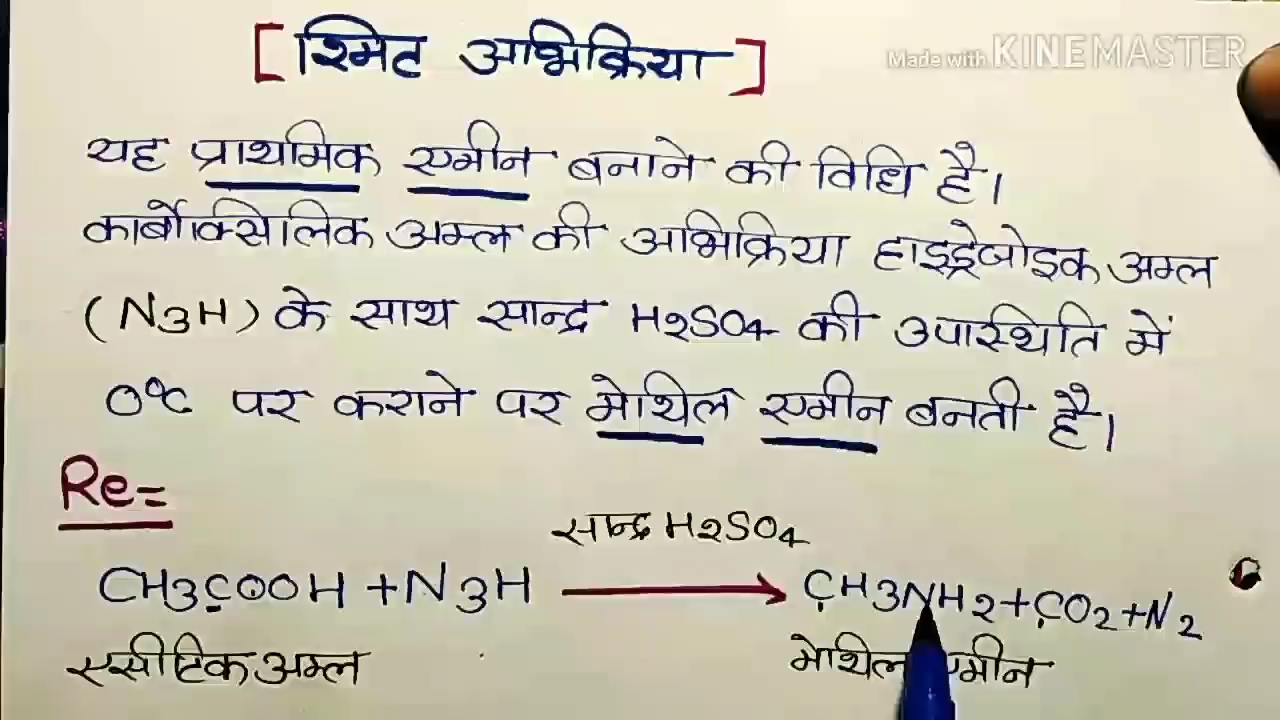 [श्मिट अभिक्रिया]
Made with KINEMASTER
यह प्राथमिक एमीन बनाने की विधि है।
कार्बोक्सिलिक अम्ल की अभिक्रिया हाइड्रेजोइक अम्ल
(N3H) के साथ सान्द्र H2SO4 की उपास्थिति में
0°C पर कराने पर मेथिल एमीन बनती है।
Re=
सान्द्र H2SO4
CH3COOH + N3H ⟶ CH3NH2 + CO2 + N2
एसीटिक अम्ल मेथिल एमीन